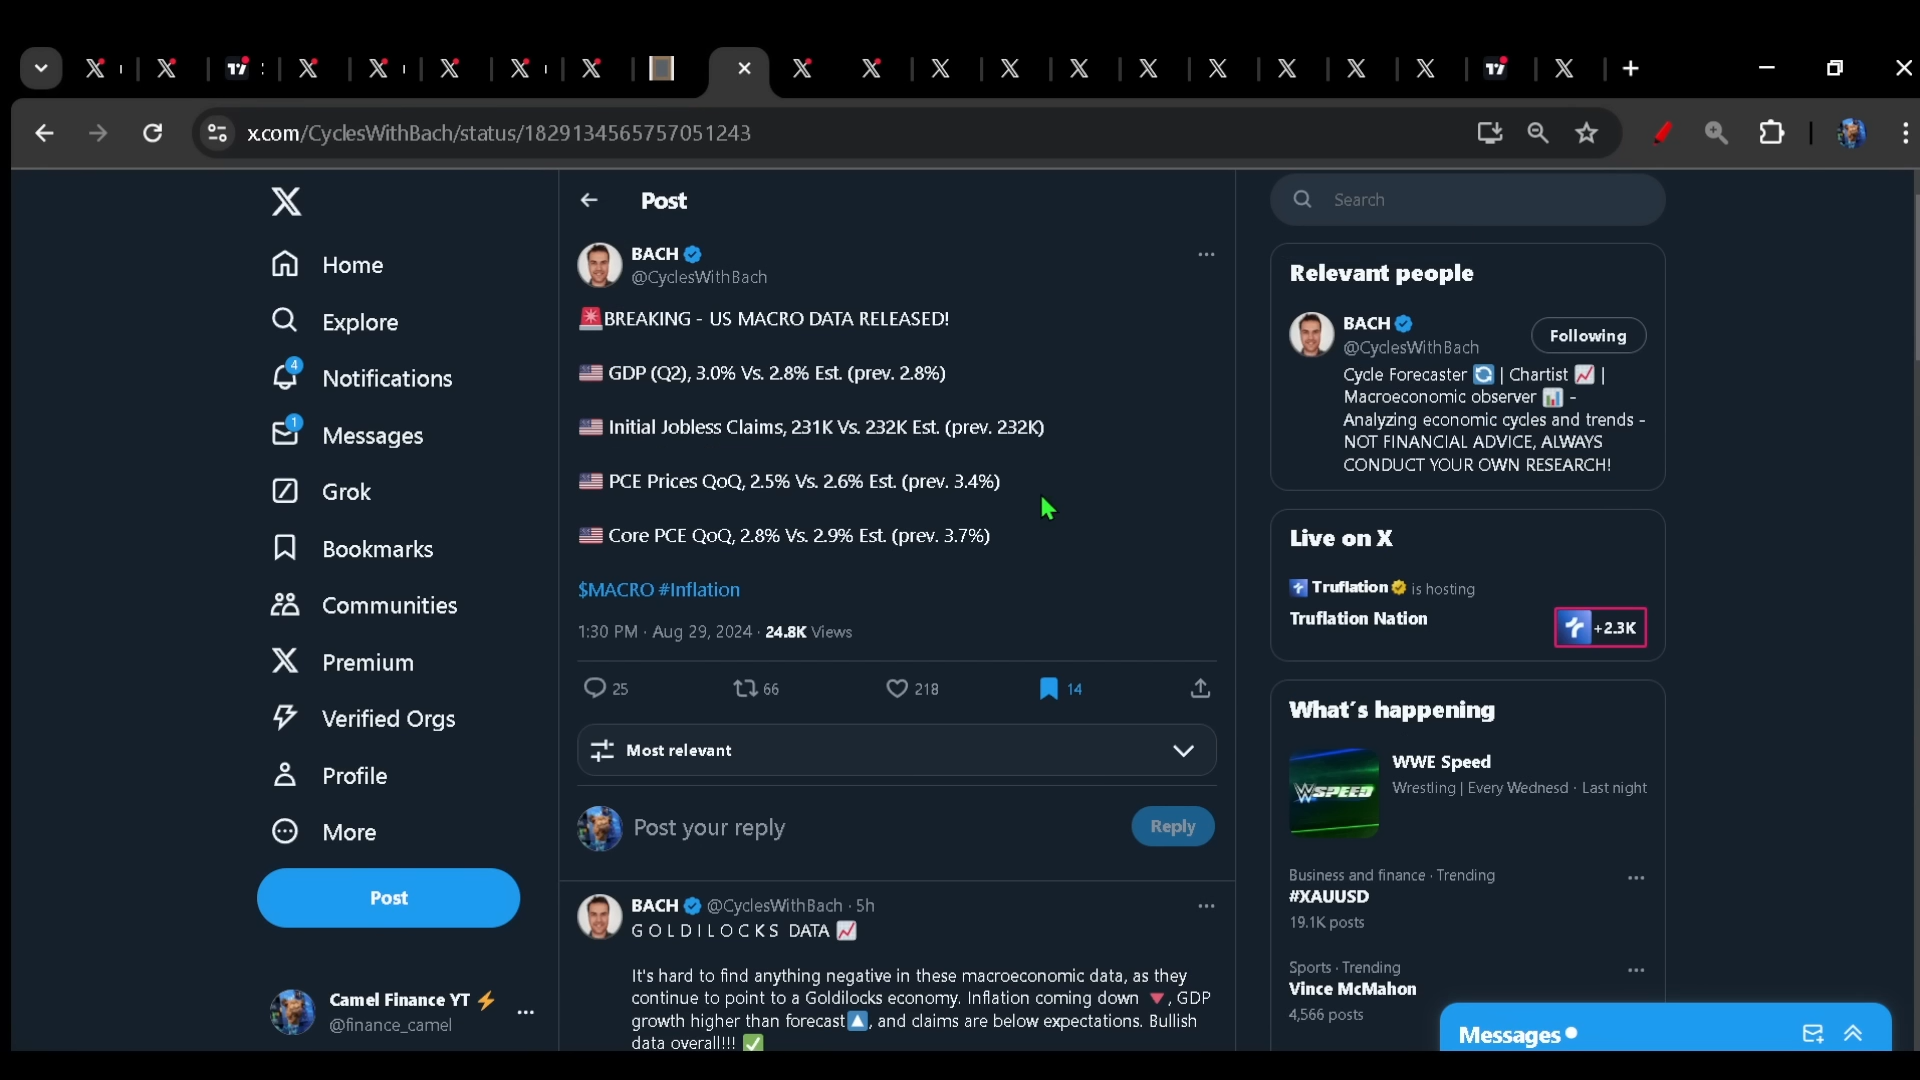 x.com/CyclesWithBach/status/1829134565757051243
Home
Explore
4
Notifications
1
Messages
Grok
Bookmarks
Communities
Premium
Verified Orgs
Profile
More
Post
Camel Finance YT
@finance_camel
Post
BACH
@CyclesWithBach
BREAKING - US MACRO DATA RELEASED!
GDP (Q2), 3.0% Vs. 2.8% Est. (prev. 2.8%)
Initial Jobless Claims, 231K Vs. 232K Est. (prev. 232K)
PCE Prices QoQ, 2.5% Vs. 2.6% Est. (prev. 3.4%)
Core PCE QoQ, 2.8% Vs. 2.9% Est. (prev. 3.7%)
$MACRO #Inflation
1:30 PM · Aug 29, 2024 · 24.8K Views
25 66 218 14
Most relevant
Post your reply Reply
BACH @CyclesWithBach · 5h
G O L D I L O C K S DATA
It's hard to find anything negative in these macroeconomic data, as they
continue to point to a Goldilocks economy. Inflation coming down , GDP
growth higher than forecast , and claims are below expectations. Bullish
data overall!!!
Search
Relevant people
BACH
@CyclesWithBach
Following
Cycle Forecaster | Chartist |
Macroeconomic observer -
Analyzing economic cycles and trends -
NOT FINANCIAL ADVICE, ALWAYS
CONDUCT YOUR OWN RESEARCH!
Live on X
Truflation is hosting
Truflation Nation
+2.3K
What's happening
WSPEED
WWE Speed
Wrestling | Every Wednesd · Last night
Business and finance · Trending
#XAUUSD
19.1K posts
Sports · Trending
Vince McMahon
4,566 posts
Messages